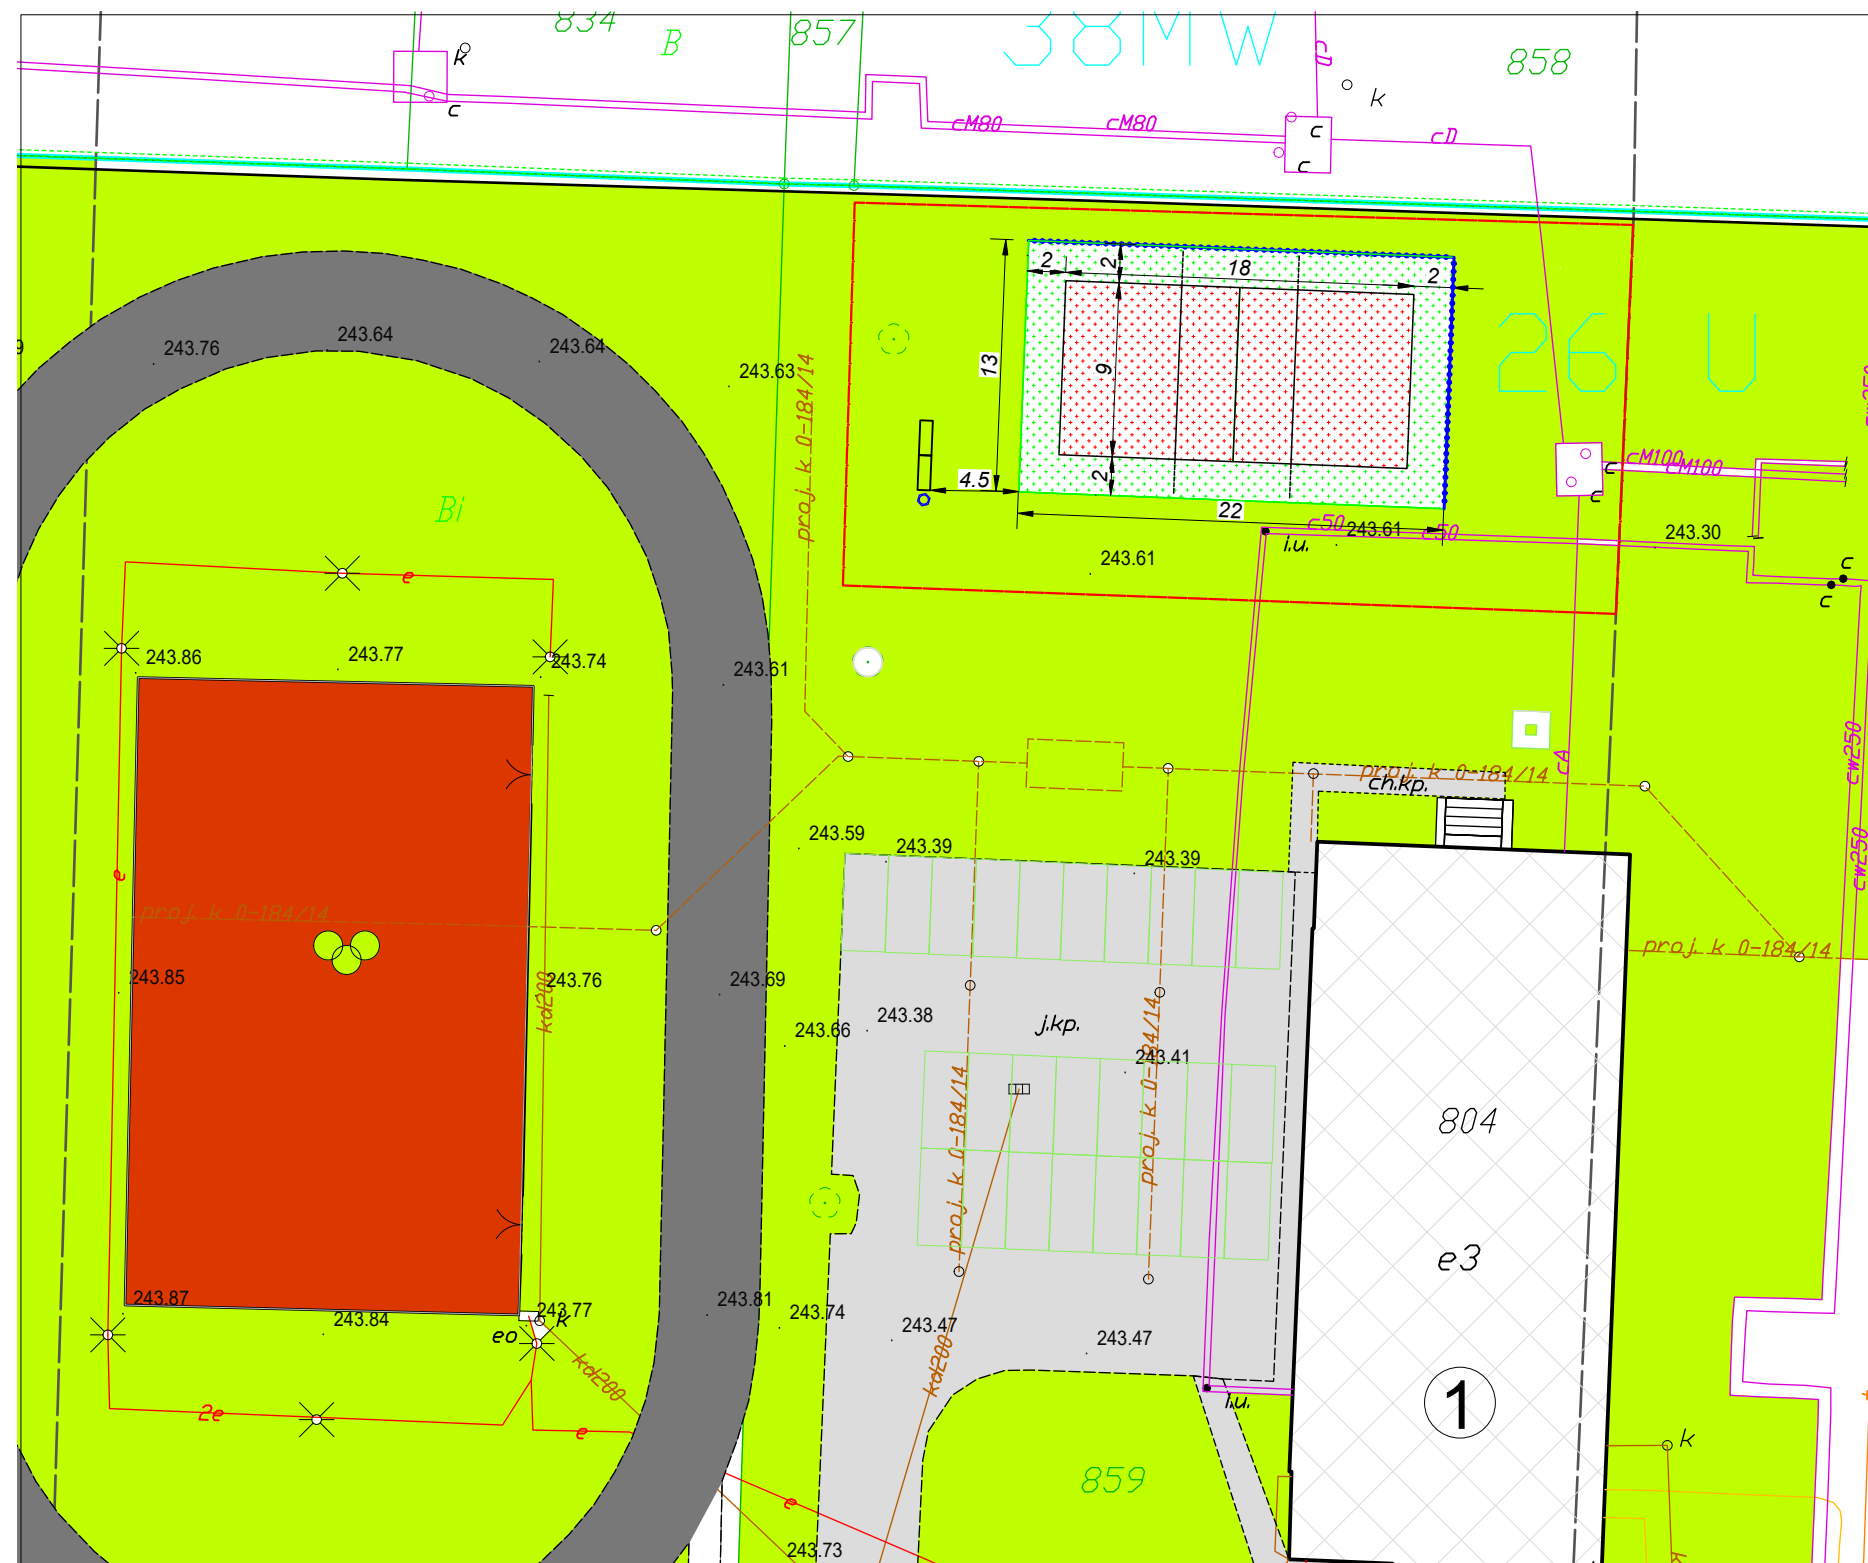 834
B
857
38MW
858
k
c
cD
k
cM80
cM80
c
c
cD
2
2
18
2
13
9
2
4.5
22
26 U
243.76
243.64
243.64
243.63
proj. k 0-184/14
Bi
c
c
cM100
cM100
c50
243.61
c50
243.30
i.u.
243.61
c
c
e
243.86
243.77
243.74
243.61
cA
cw250
cw250
proj. k 0-184/14
ch.kp.
243.59
243.39
243.39
e
proj. k 0-184/14
proj. k 0-184/14
243.85
kd200
243.76
243.69
243.38
243.66
j.kp.
243.41
proj. k 0-184/14
proj. k 0-184/14
804
e3
243.87
243.84
243.77
k
eo
243.81
243.74
243.47
243.47
kd200
kd200
1
i.u.
2e
e
k
859
e
243.73
k